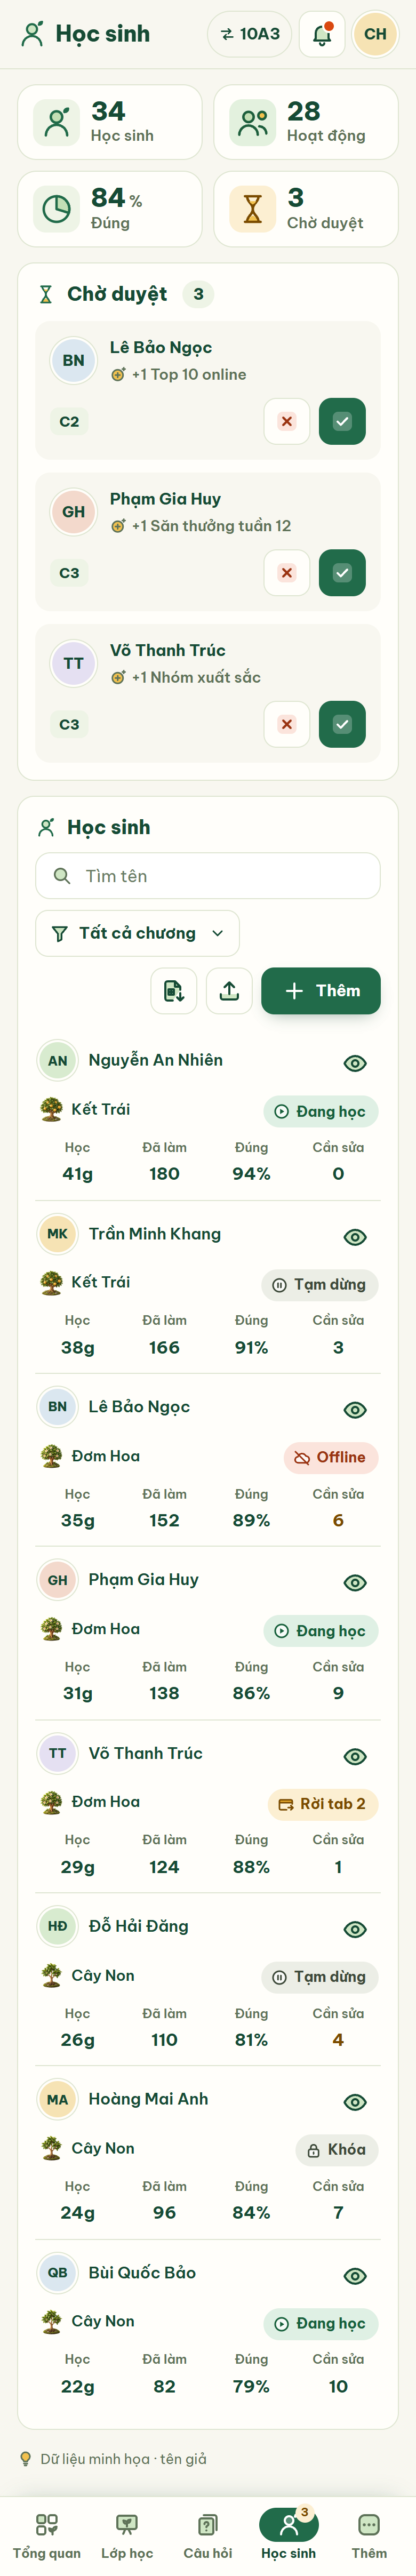 Học sinh
10A3
CH
34
Học sinh
28
Hoạt động
84 %
Đúng
3
Chờ duyệt
Chờ duyệt 3
BN
Lê Bảo Ngọc
+1 Top 10 online
C2
GH
Phạm Gia Huy
+1 Săn thưởng tuần 12
C3
TT
Võ Thanh Trúc
+1 Nhóm xuất sắc
C3
Học sinh
Tìm tên
Tất cả chương
Thêm
AN Nguyễn An Nhiên
Kết Trái Đang học
Học Đã làm Đúng Cần sửa
41g 180 94% 0
MK Trần Minh Khang
Kết Trái Tạm dừng
Học Đã làm Đúng Cần sửa
38g 166 91% 3
BN Lê Bảo Ngọc
Đơm Hoa Offline
Học Đã làm Đúng Cần sửa
35g 152 89% 6
GH Phạm Gia Huy
Đơm Hoa Đang học
Học Đã làm Đúng Cần sửa
31g 138 86% 9
TT Võ Thanh Trúc
Đơm Hoa Rời tab 2
Học Đã làm Đúng Cần sửa
29g 124 88% 1
HĐ Đỗ Hải Đăng
Cây Non Tạm dừng
Học Đã làm Đúng Cần sửa
26g 110 81% 4
MA Hoàng Mai Anh
Cây Non Khóa
Học Đã làm Đúng Cần sửa
24g 96 84% 7
QB Bùi Quốc Bảo
Cây Non Đang học
Học Đã làm Đúng Cần sửa
22g 82 79% 10
Dữ liệu minh họa · tên giả
3
Tổng quan Lớp học Câu hỏi Học sinh Thêm